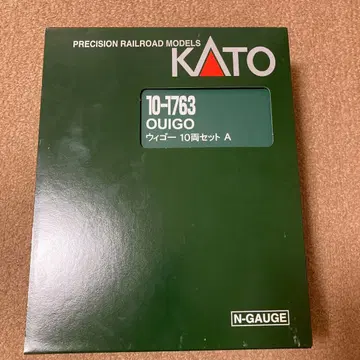 PRECISION RAILROAD MODELS
KATO
10-1763
OUIGO
ウィゴー 10両セット A
N-GAUGE